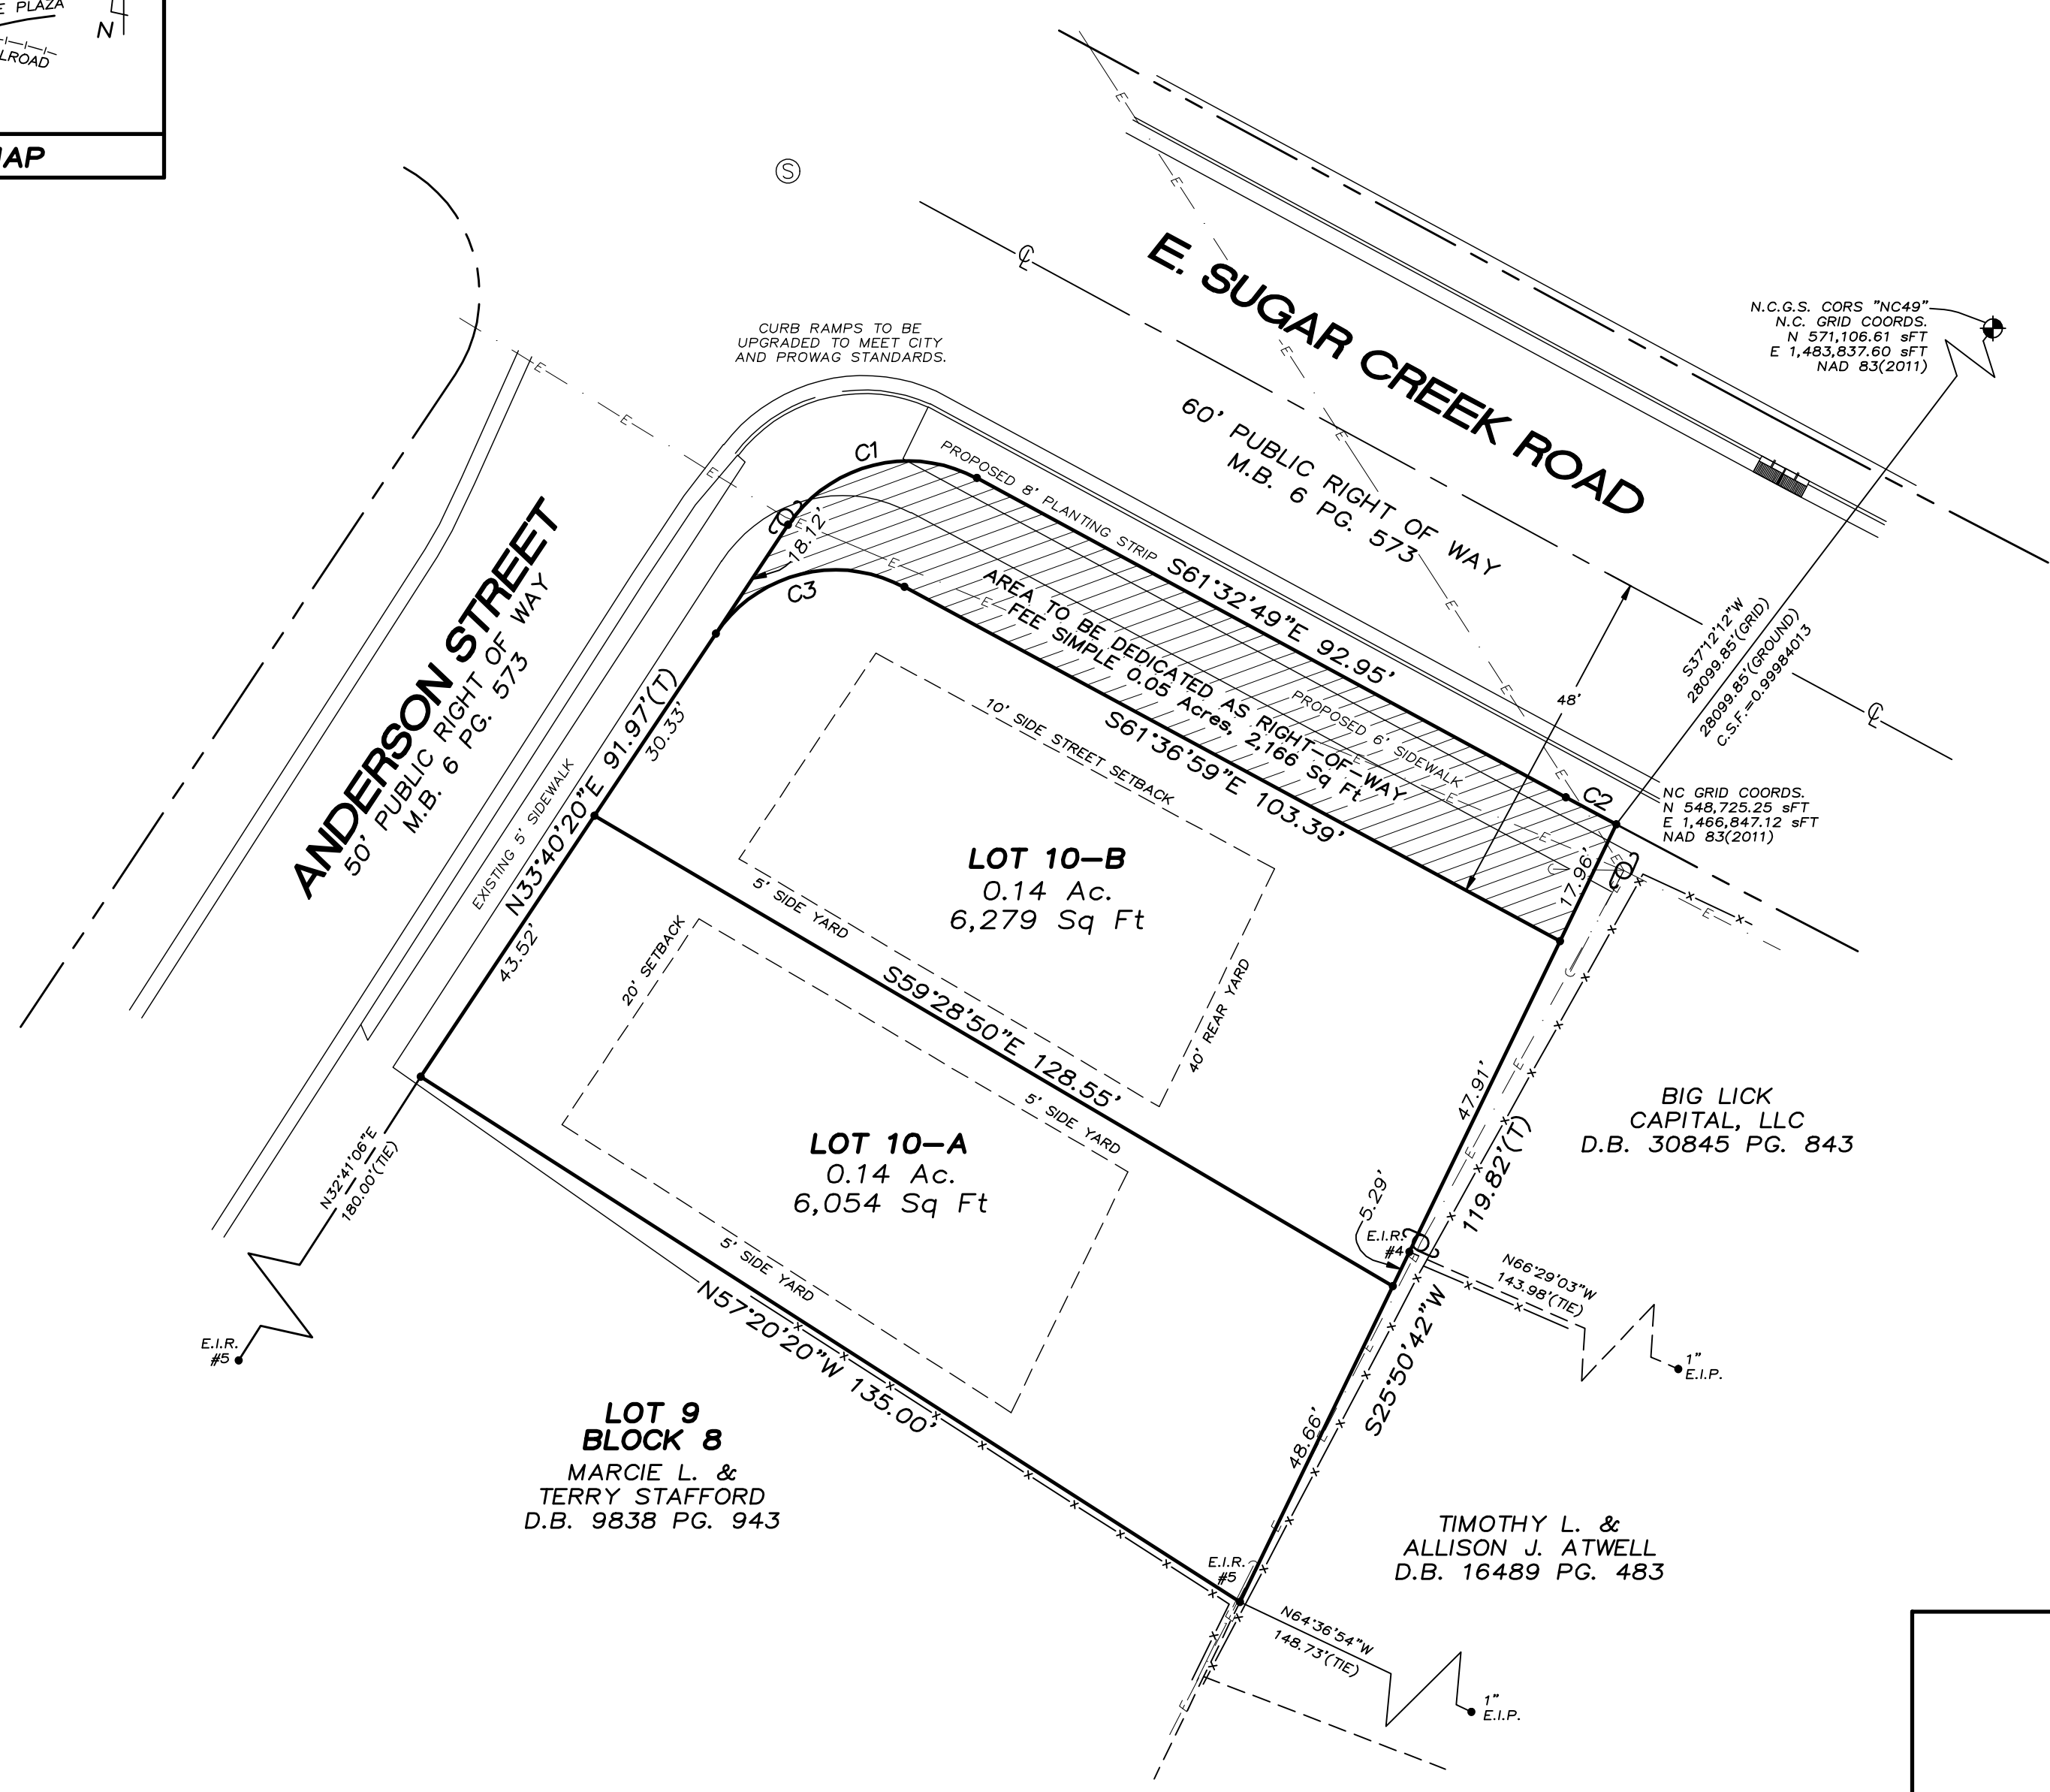 E PLAZA
N
LROAD
MAP
S
N.C.G.S. CORS "NC49"
N.C. GRID COORDS.
N 571,106.61 sFT
E 1,483,837.60 sFT
NAD 83(2011)
E. SUGAR CREEK ROAD
60' PUBLIC RIGHT OF WAY
M.B. 6 PG. 573
CURB RAMPS TO BE
UPGRADED TO MEET CITY
AND PROWAG STANDARDS.
C1
PROPOSED 8' PLANTING STRIP
S61°32'49"E 92.95'
18.12'
C3
AREA TO BE DEDICATED AS RIGHT-OF-WAY
FEE SIMPLE 0.05 Acres, 2,166 Sq Ft
PROPOSED 6' SIDEWALK
S61°36'59"E 103.39'
48'
S37°12'12"W
28099.85'(GRID)
28099.85'(GROUND)
C.S.F.=0.99984013
C2
NC GRID COORDS.
N 548,725.25 sFT
E 1,466,847.12 sFT
NAD 83(2011)
17.96'
ANDERSON STREET
50' PUBLIC RIGHT OF WAY
M.B. 6 PG. 573
EXISTING 5' SIDEWALK
N33°40'20"E 91.97'(T)
30.33'
43.52'
10' SIDE STREET SETBACK
LOT 10-B
0.14 Ac.
6,279 Sq Ft
5' SIDE YARD
40' REAR YARD
20' SETBACK
S59°28'50"E 128.55'
5' SIDE YARD
LOT 10-A
0.14 Ac.
6,054 Sq Ft
5' SIDE YARD
47.91'
5.29'
E.I.R.
#4
119.82'(T)
S25°50'42"W
48.66'
BIG LICK
CAPITAL, LLC
D.B. 30845 PG. 843
N66°29'03"W
143.98'(TIE)
1"
E.I.P.
N32°41'06"E
180.00'(TIE)
E.I.R.
#5
N57°20'20"W 135.00'
LOT 9
BLOCK 8
MARCIE L. &
TERRY STAFFORD
D.B. 9838 PG. 943
TIMOTHY L. &
ALLISON J. ATWELL
D.B. 16489 PG. 483
E.I.R.
#5
N64°36'54"W
148.73'(TIE)
1"
E.I.P.